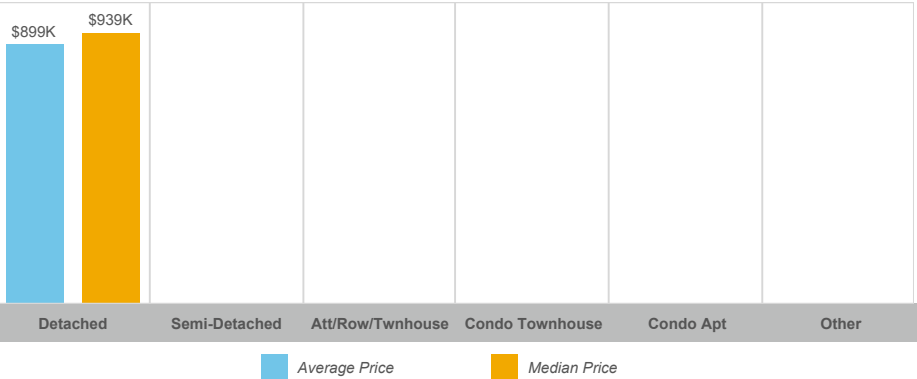 $899K
$939K
Detached
Semi-Detached
Att/Row/Twnhouse
Condo Townhouse
Condo Apt
Other
Average Price
Median Price